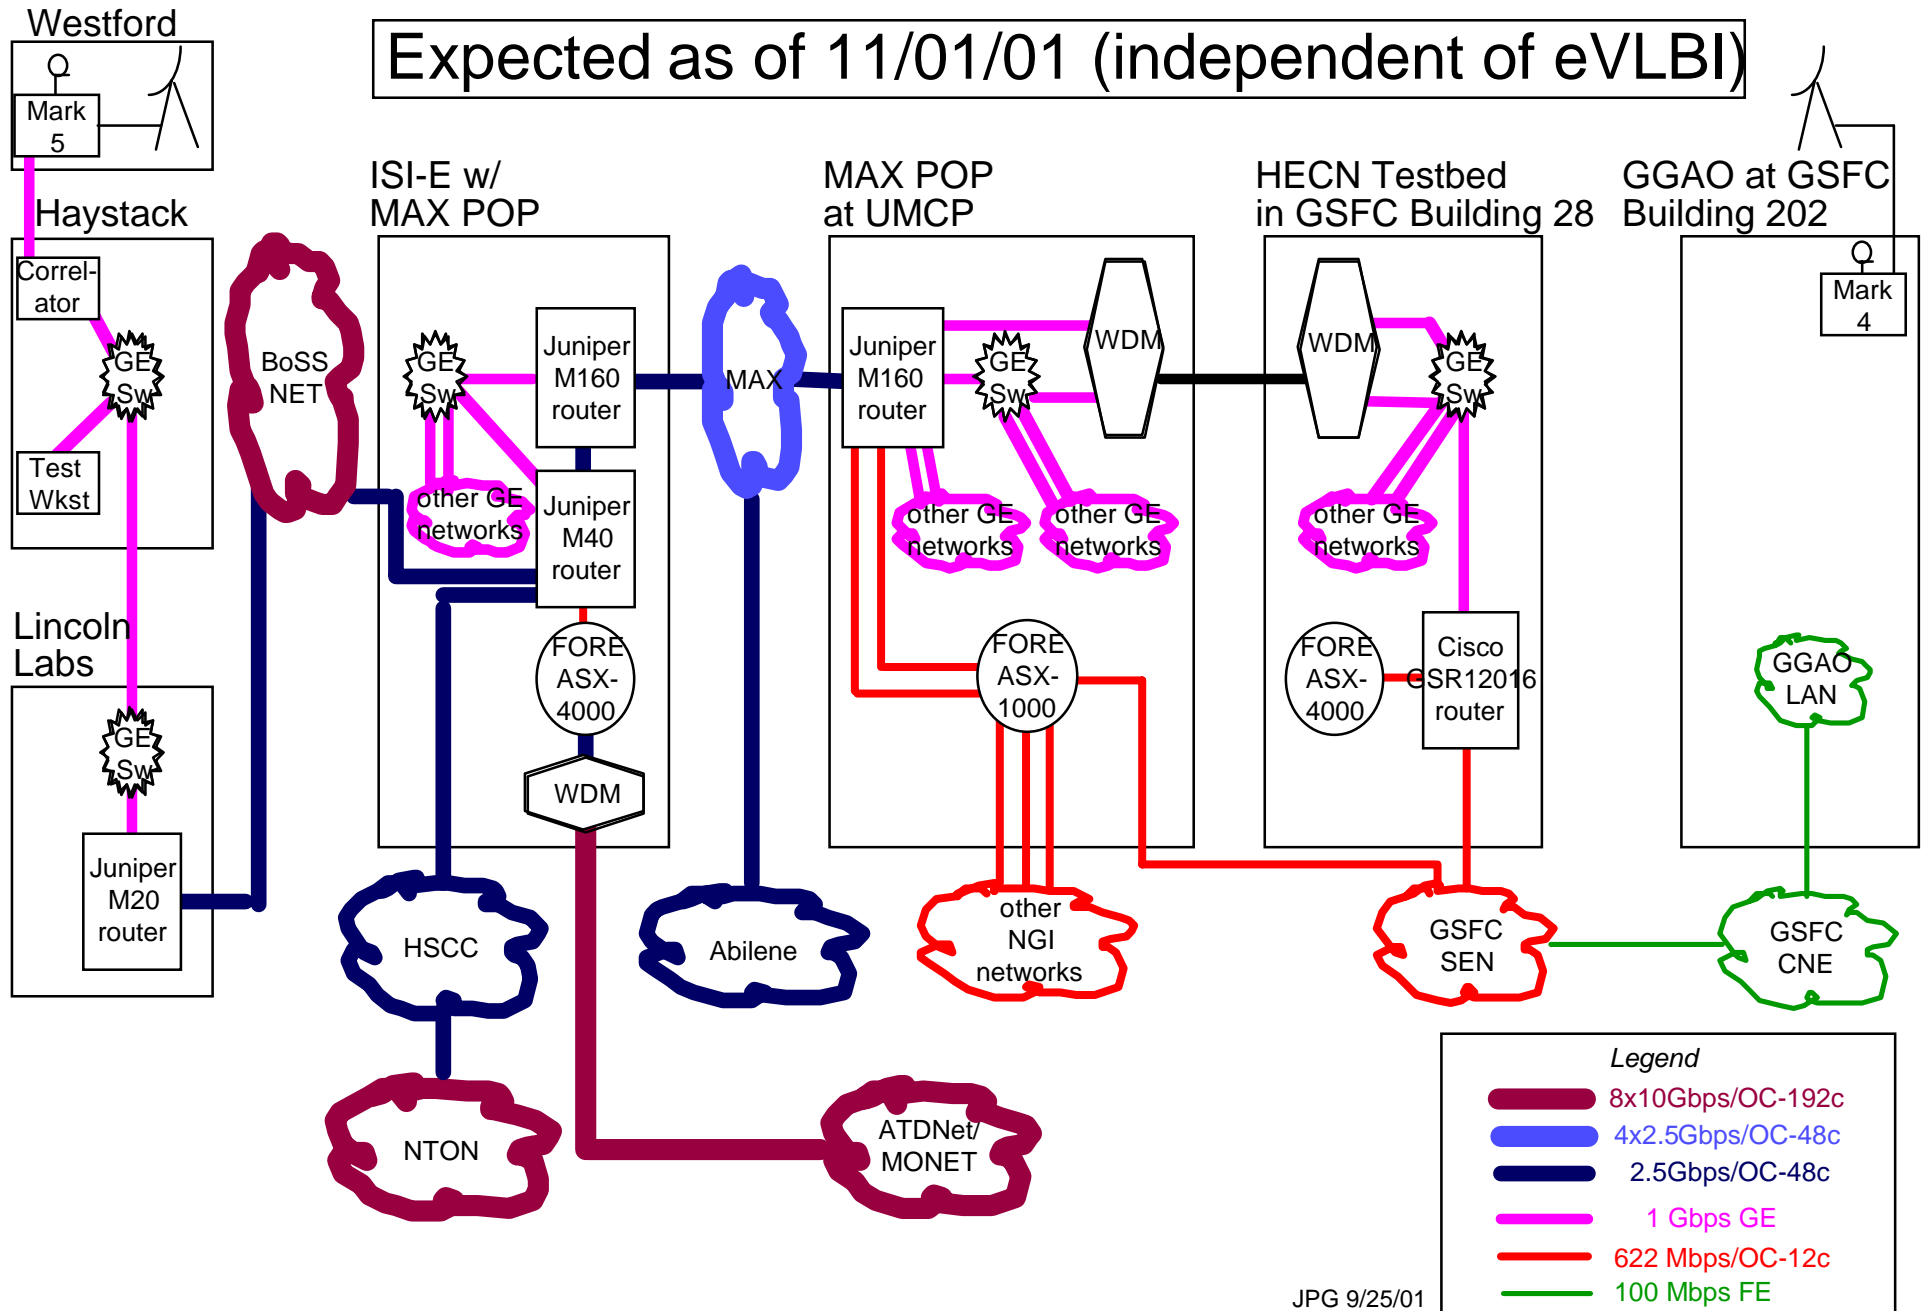 Westford
Expected as of 11/01/01 (independent of eVLBI)
Mark
5
ISI-E w/
MAX POP
MAX POP
at UMCP
HECN Testbed
in GSFC Building 28
GGAO at GSFC
Building 202
Haystack
Correl-
ator
GE
Sw
Test
Wkst
BoSS
NET
GE
Sw
Juniper
M160
router
other GE
networks
Juniper
M40
router
FORE
ASX-
4000
WDM
MAX
Juniper
M160
router
GE
Sw
WDM
other GE
networks
other GE
networks
FORE
ASX-
1000
WDM
GE
Sw
other GE
networks
FORE
ASX-
4000
Cisco
GSR12016
router
Mark
4
GGAO
LAN
Lincoln
Labs
GE
Sw
Juniper
M20
router
HSCC
Abilene
other
NGI
networks
GSFC
SEN
GSFC
CNE
NTON
ATDNet/
MONET
Legend
8x10Gbps/OC-192c
4x2.5Gbps/OC-48c
2.5Gbps/OC-48c
1 Gbps GE
622 Mbps/OC-12c
100 Mbps FE
JPG 9/25/01